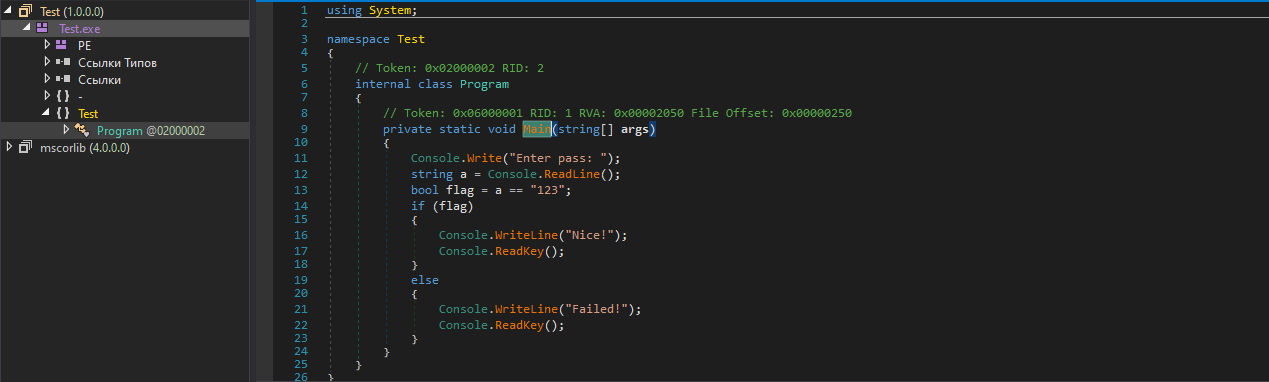 Test (1.0.0.0)
Test.exe
PE
Ссылки Типов
Ссылки
{ } -
{ } Test
Program @02000002
mscorlib (4.0.0.0)
1 using System;
2
3 namespace Test
4 {
5 // Token: 0x02000002 RID: 2
6 internal class Program
7 {
8 // Token: 0x06000001 RID: 1 RVA: 0x00002050 File Offset: 0x00000250
9 private static void Main(string[] args)
10 {
11 Console.Write("Enter pass: ");
12 string a = Console.ReadLine();
13 bool flag = a == "123";
14 if (flag)
15 {
16 Console.WriteLine("Nice!");
17 Console.ReadKey();
18 }
19 else
20 {
21 Console.WriteLine("Failed!");
22 Console.ReadKey();
23 }
24 }
25 }
26 }